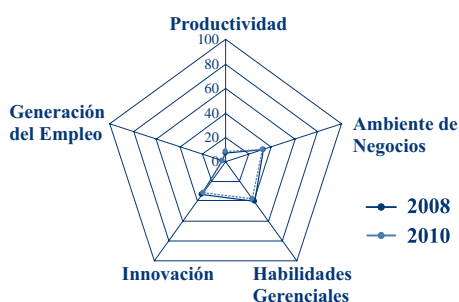 Productividad
100
80
60
40
20
0
Generación
del Empleo
Ambiente de
Negocios
2008
2010
Innovación
Habilidades
Gerenciales